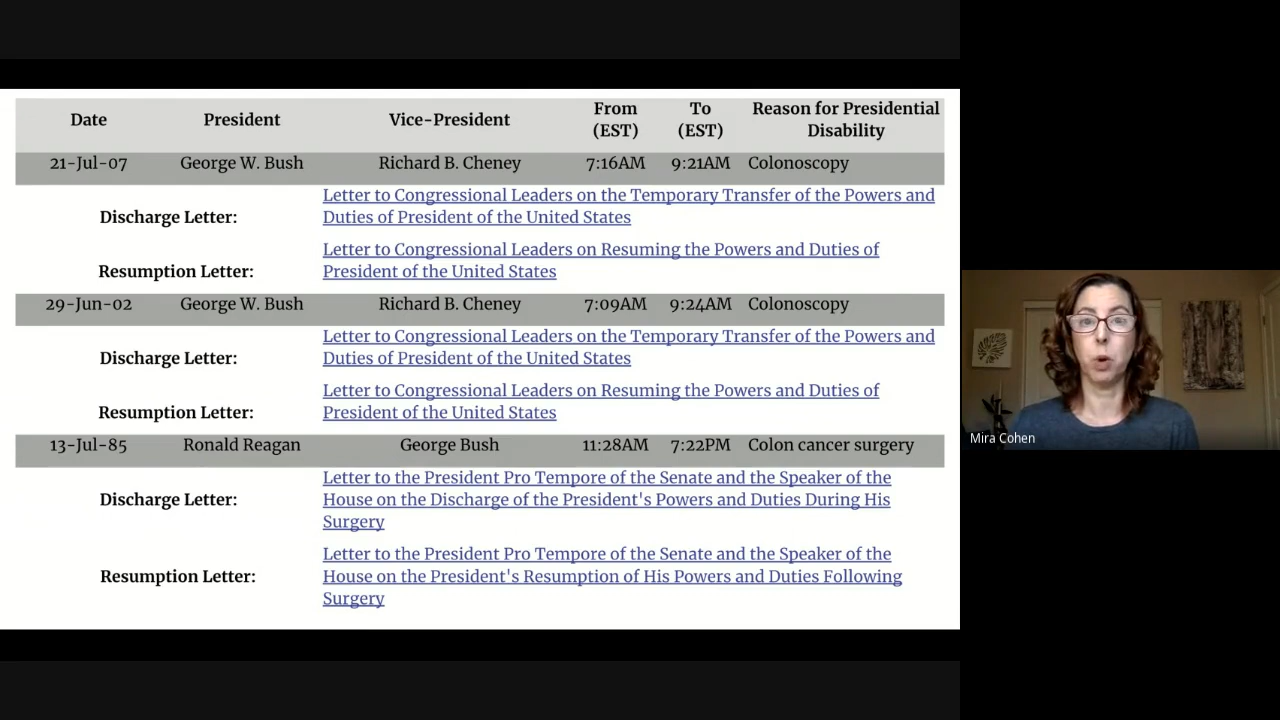 Date President Vice-President From (EST) To (EST) Reason for Presidential Disability
21-Jul-07 George W. Bush Richard B. Cheney 7:16AM 9:21AM Colonoscopy
Discharge Letter: Letter to Congressional Leaders on the Temporary Transfer of the Powers and
Duties of President of the United States
Resumption Letter: Letter to Congressional Leaders on Resuming the Powers and Duties of
President of the United States
29-Jun-02 George W. Bush Richard B. Cheney 7:09AM 9:24AM Colonoscopy
Discharge Letter: Letter to Congressional Leaders on the Temporary Transfer of the Powers and
Duties of President of the United States
Resumption Letter: Letter to Congressional Leaders on Resuming the Powers and Duties of
President of the United States
13-Jul-85 Ronald Reagan George Bush 11:28AM 7:22PM Colon cancer surgery
Discharge Letter: Letter to the President Pro Tempore of the Senate and the Speaker of the
House on the Discharge of the President's Powers and Duties During His
Surgery
Resumption Letter: Letter to the President Pro Tempore of the Senate and the Speaker of the
House on the President's Resumption of His Powers and Duties Following
Surgery
Mira Cohen